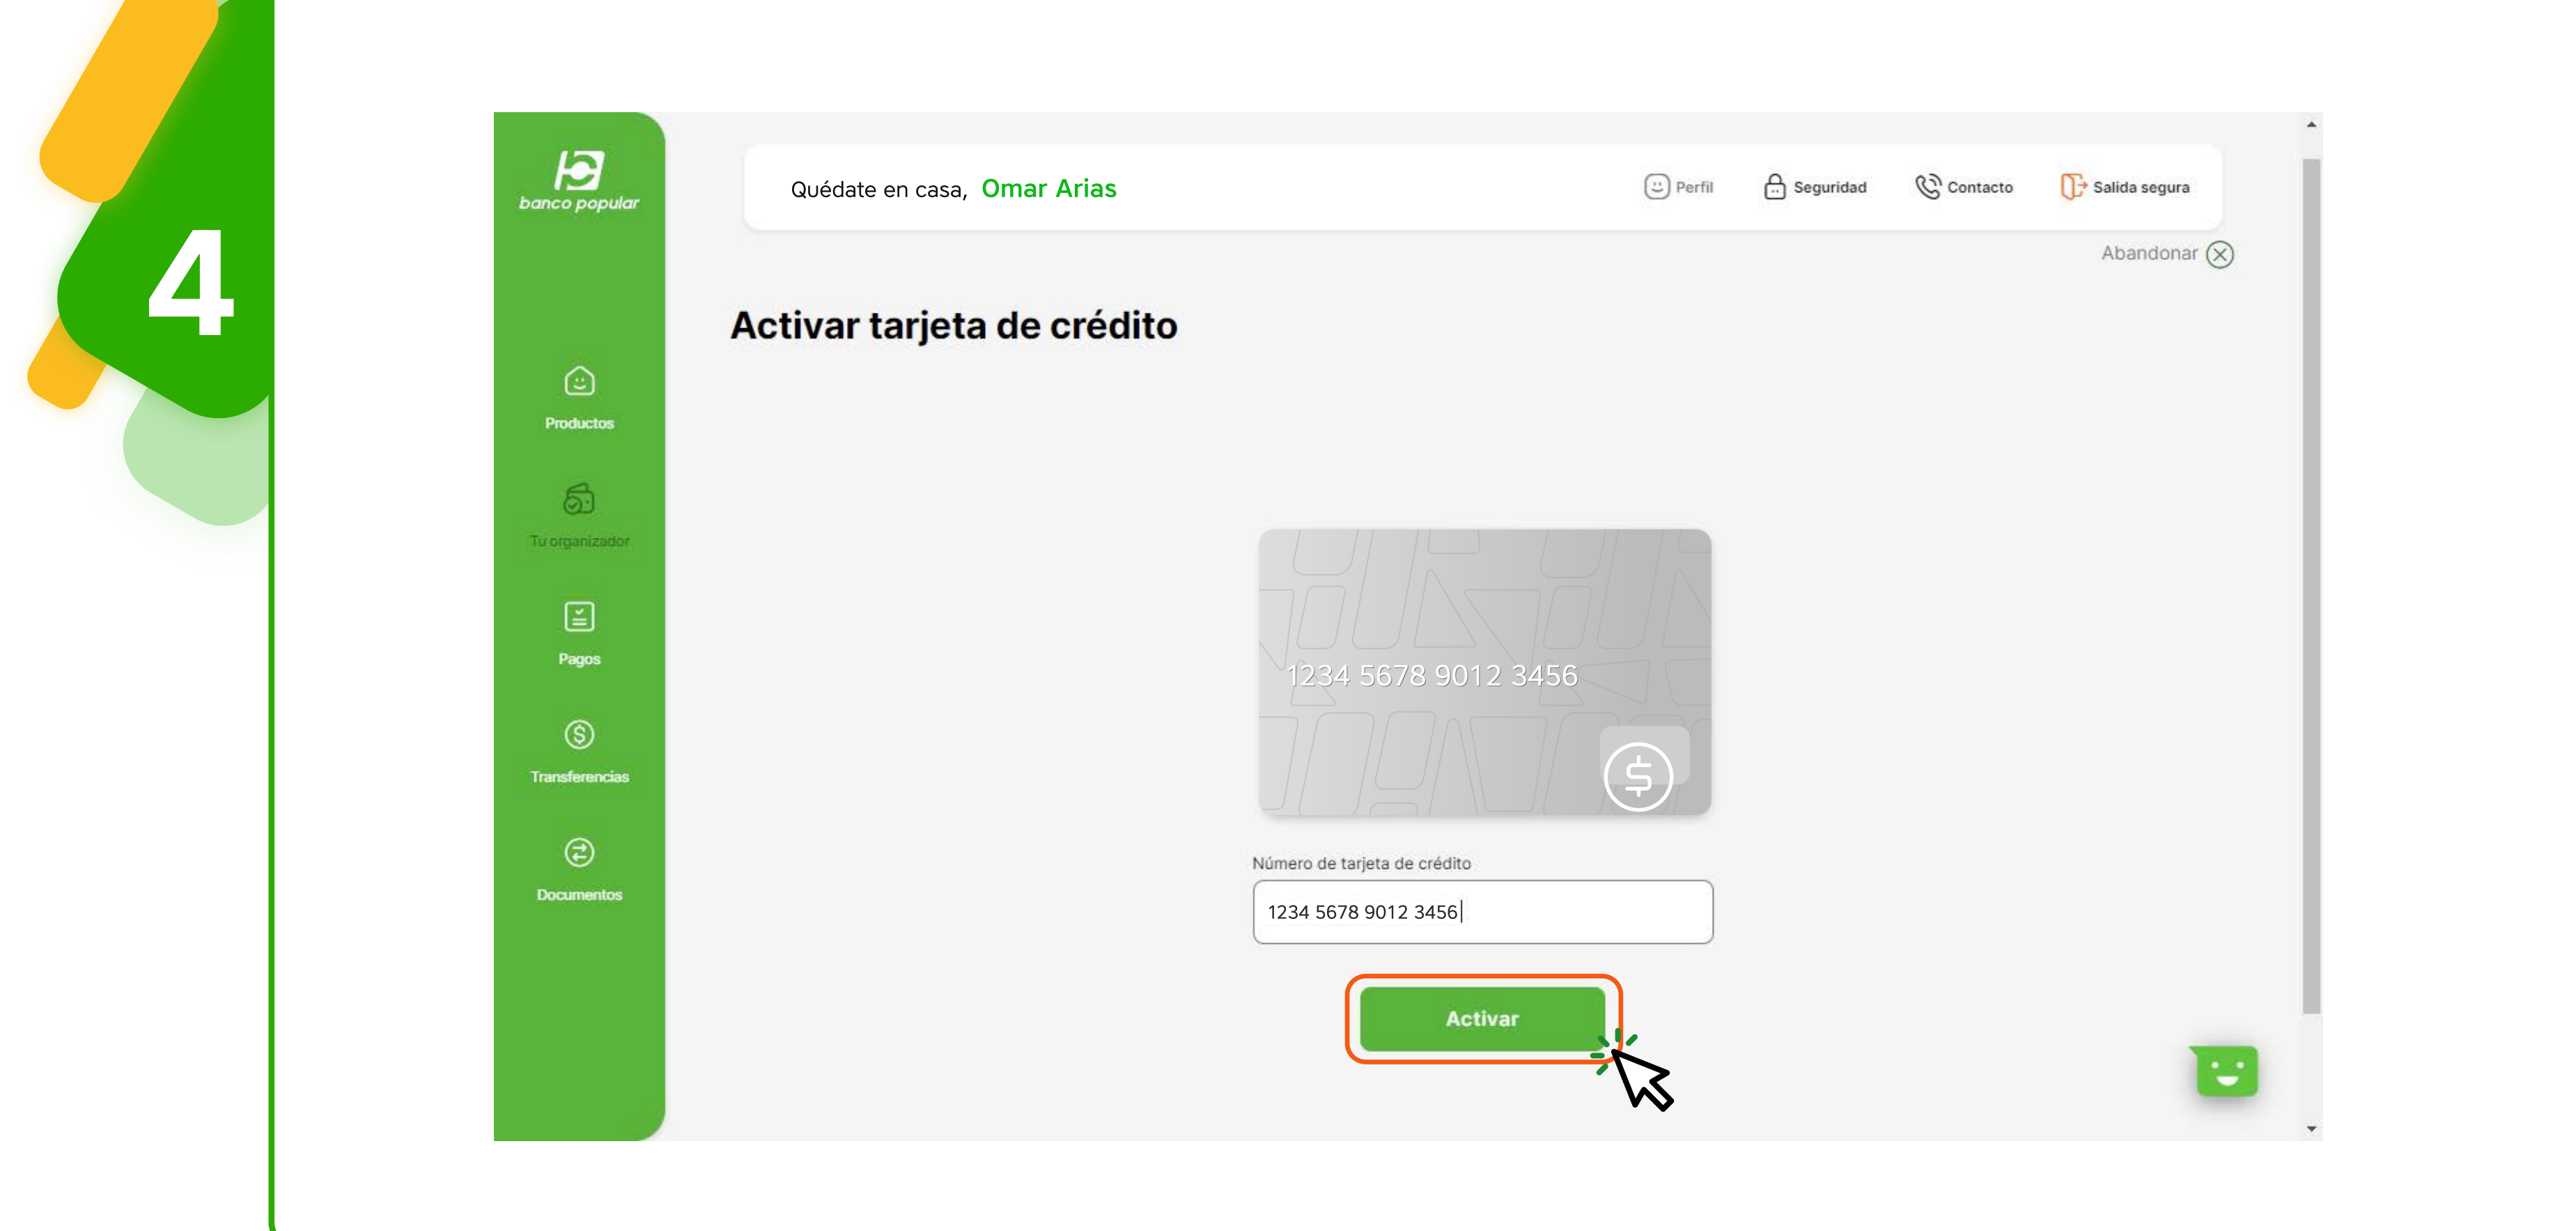 4
banco popular
Quédate en casa, Omar Arias
Perfil
Seguridad
Contacto
Salida segura
Abandonar
Activar tarjeta de crédito
Productos
Tu organizador
Pagos
Transferencias
Documentos
1234 5678 9012 3456
Número de tarjeta de crédito
1234 5678 9012 3456
Activar